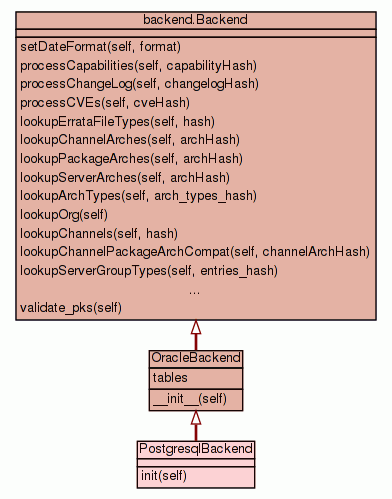 backend.Backend
setDateFormat(self, format)
processCapabilities(self, capabilityHash)
processChangeLog(self, changelogHash)
processCVEs(self, cveHash)
lookupErrataFileTypes(self, hash)
lookupChannelArches(self, archHash)
lookupPackageArches(self, archHash)
lookupServerArches(self, archHash)
lookupArchTypes(self, arch_types_hash)
lookupOrg(self)
lookupChannels(self, hash)
lookupChannelPackageArchCompat(self, channelArchHash)
lookupServerGroupTypes(self, entries_hash)
...
validate_pks(self)
OracleBackend
tables
__init__(self)
PostgresqlBackend
init(self)